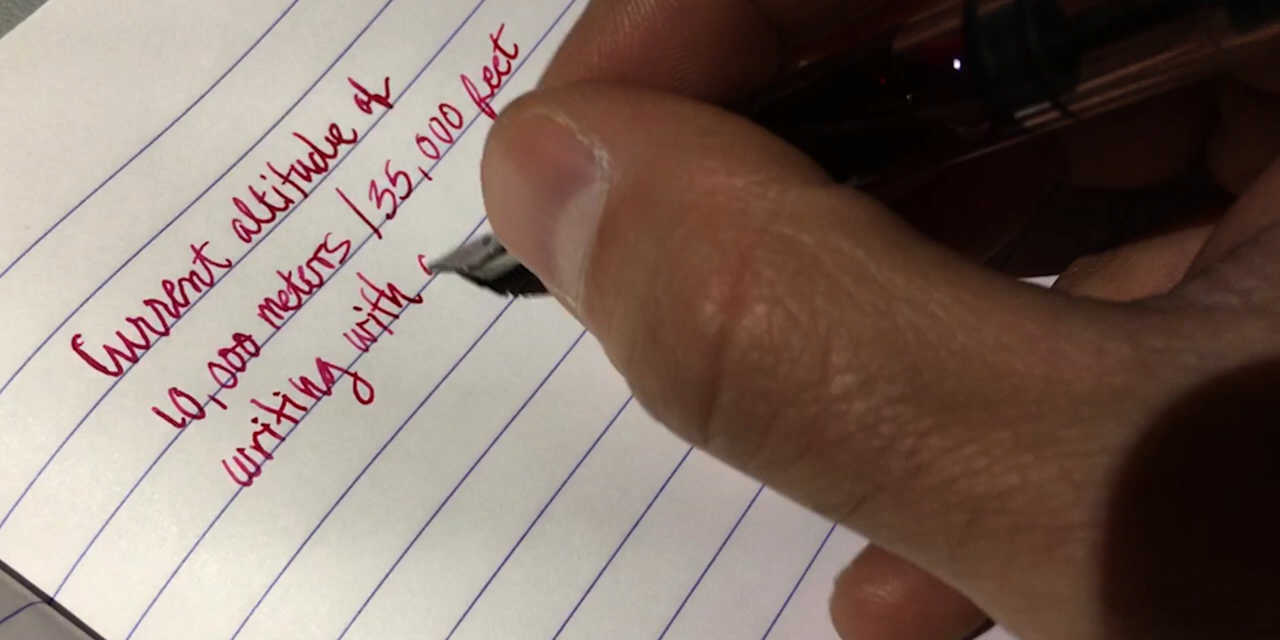 Current altitude of
10,000 meters / 35,000 feet
writing with